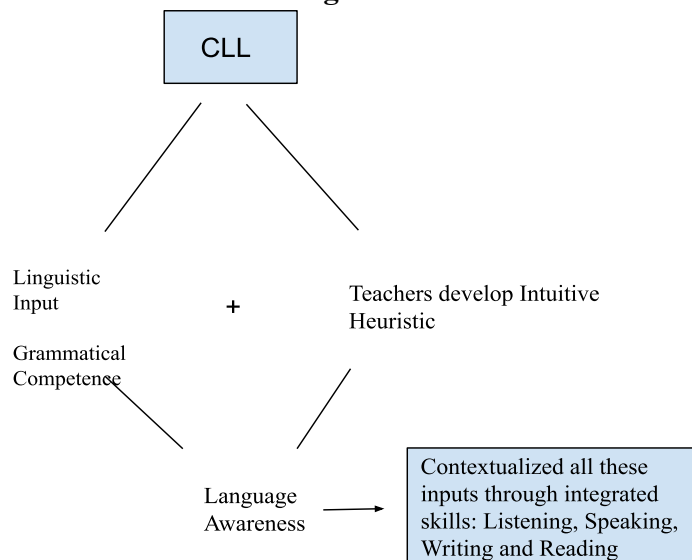 CLL
Linguistic
Input
+
Teachers develop Intuitive
Heuristic
Grammatical
Competence
Language
Awareness
Contextualized all these
inputs through integrated
skills: Listening, Speaking,
Writing and Reading